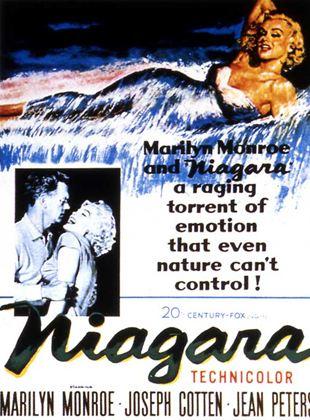 Marilyn Monroe
and Niagara
a raging
torrent of
emotion
that even
nature can't
control!
20th CENTURY-FOX
Niagara
TECHNICOLOR
STARRING
MARILYN MONROE · JOSEPH COTTEN · JEAN PETERS